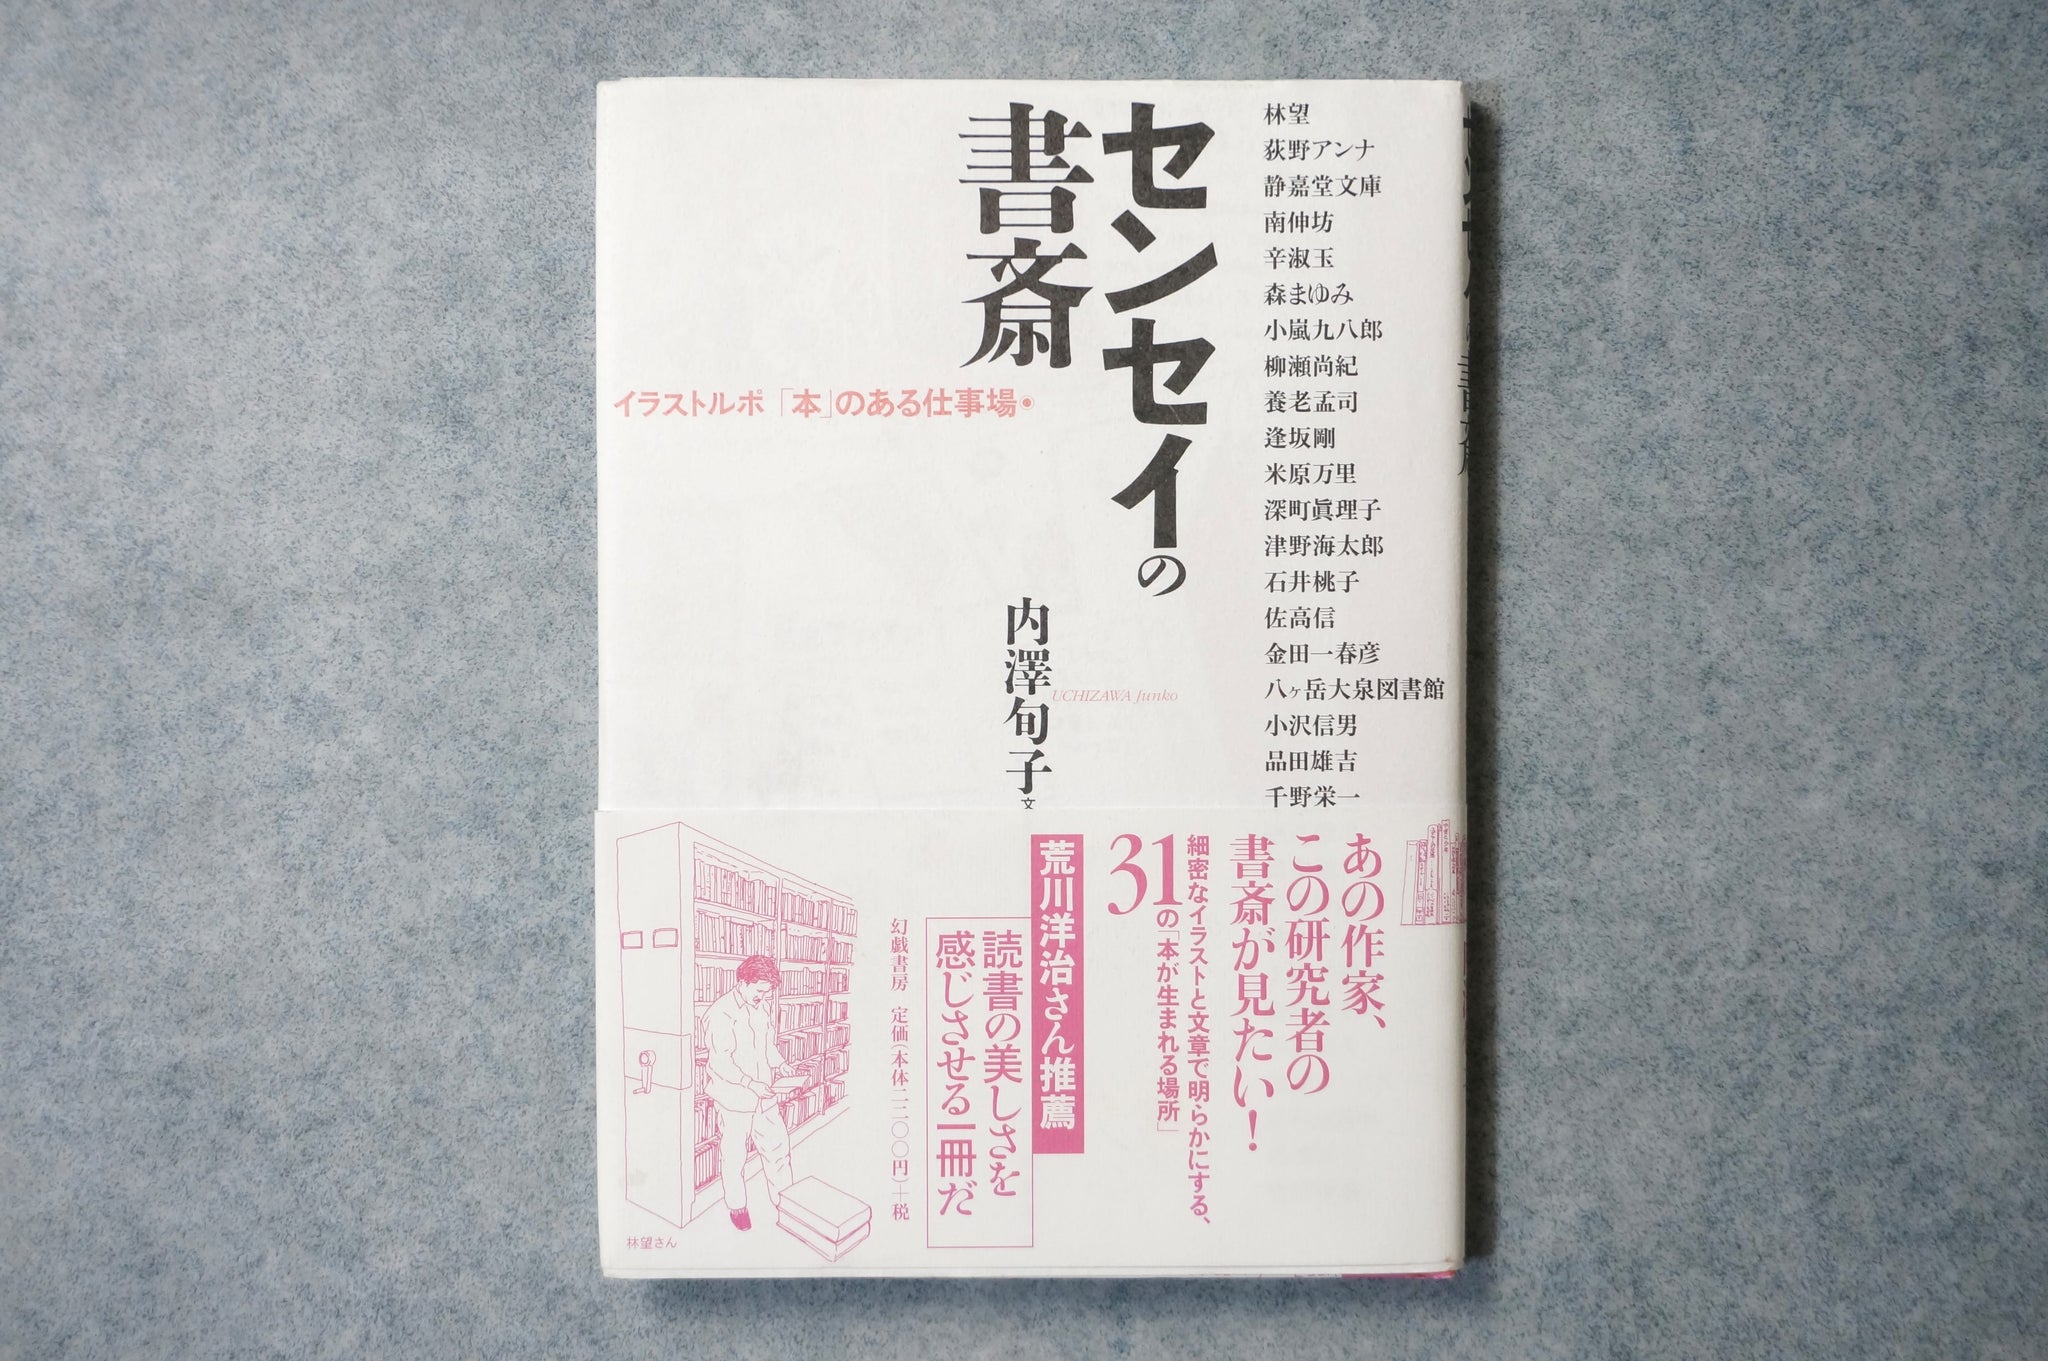 センセイの
書斎
イラストルポ「本」のある仕事場
内澤旬子
UCHIZAWA Junko
文
林望
荻野アンナ
静嘉堂文庫
南伸坊
辛淑玉
森まゆみ
小嵐九八郎
柳瀬尚紀
養老孟司
逢坂剛
米原万里
深町眞理子
津野海太郎
石井桃子
佐高信
金田一春彦
八ヶ岳大泉図書館
小沢信男
品田雄吉
千野栄一
あの作家、
この研究者の
書斎が見たい!
細密なイラストと文章で明らかにする、
31の「本が生まれる場所」
荒川洋治さん推薦
読書の美しさを
感じさせる一冊だ
幻戯書房 定価(本体二二〇〇円)+税
林望さん